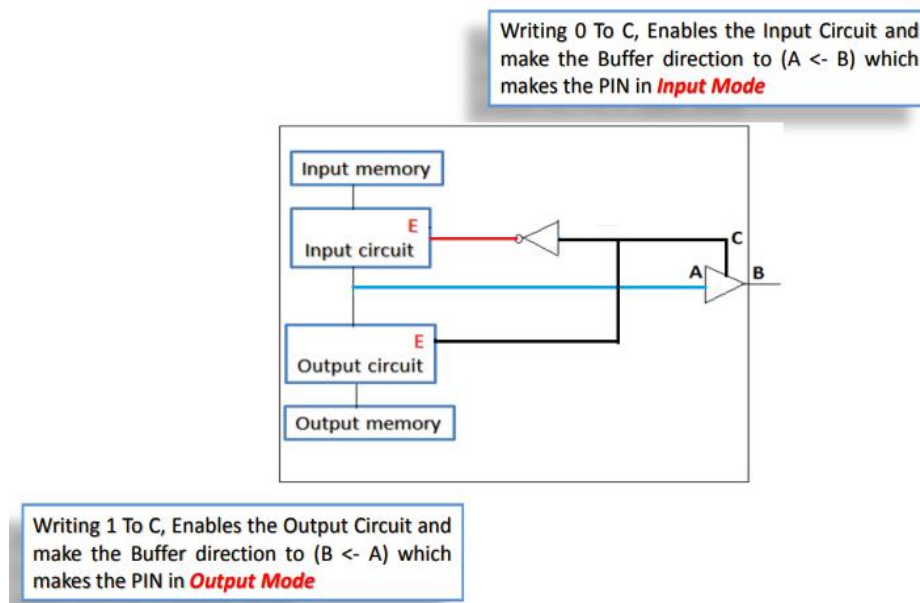 Writing 0 To C, Enables the Input Circuit and
make the Buffer direction to (A <- B) which
makes the PIN in Input Mode
Input memory
E
Input circuit
C
A
B
E
Output circuit
Output memory
Writing 1 To C, Enables the Output Circuit and
make the Buffer direction to (B <- A) which
makes the PIN in Output Mode